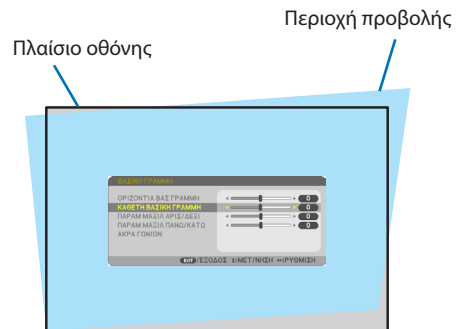 Περιοχή προβολής
Πλαίσιο οθόνης
ΒΑΣΙΚΗ ΓΡΑΜΜΗ
ΟΡΙΖΟΝΤΙΑ ΒΑΣ ΓΡΑΜΜΗ 0
ΚΑΘΕΤΗ ΒΑΣΙΚΗ ΓΡΑΜΜΗ 0
ΠΑΡΑΜ ΜΑΞΙΛ ΑΡΙΣ/ΔΕΞΙ 0
ΠΑΡΑΜ ΜΑΞΙΛ ΠΑΝΩ/ΚΑΤΩ 0
ΑΚΡΑ ΓΩΝΙΩΝ
EXIT :ΈΞΟΔΟΣ ↕:ΜΕΤ/ΝΗΣΗ ↔:ΡΥΘΜΙΣΗ